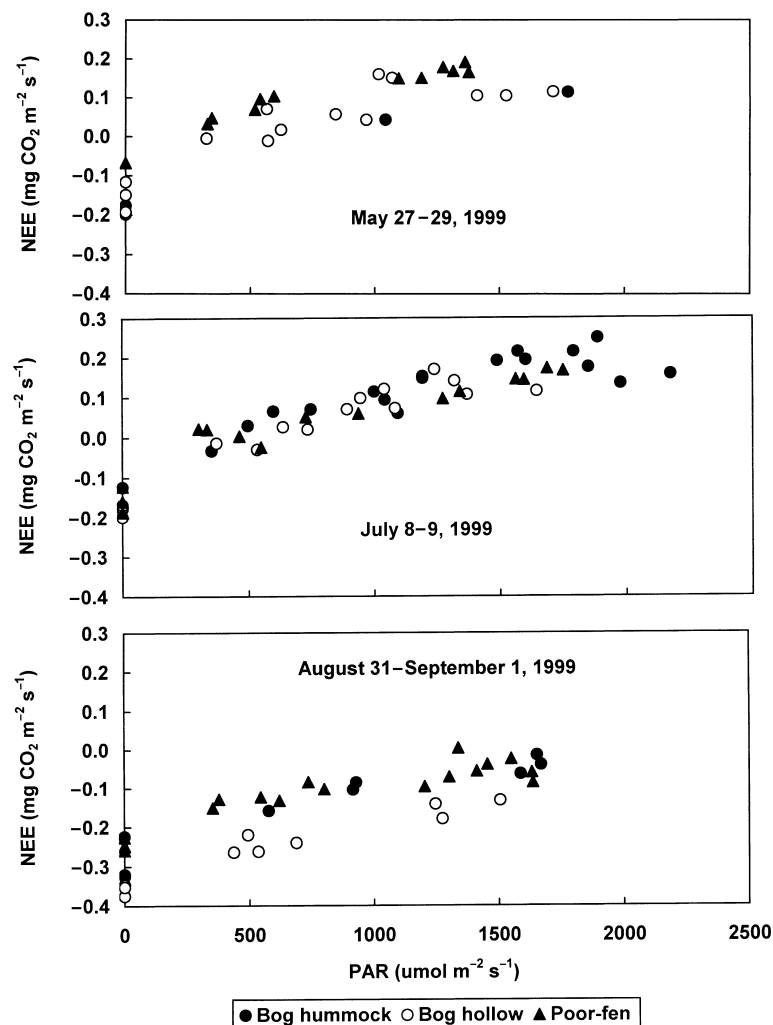 0.3
0.2
0.1
0.0
−0.1
−0.2
−0.3
−0.4
NEE (mg CO₂ m⁻² s⁻¹)
May 27−29, 1999
0.3
0.2
0.1
0.0
-0.1
−0.2
−0.3
−0.4
NEE (mg CO₂ m⁻² s⁻¹)
July 8−9, 1999
0.3
0.2
0.1
0.0
−0.1
−0.2
−0.3
−0.4
NEE (mg CO₂ m⁻² s⁻¹)
August 31−September 1, 1999
0 500 1000 1500 2000 2500
PAR (umol m⁻² s⁻¹)
Bog hummock Bog hollow Poor-fen